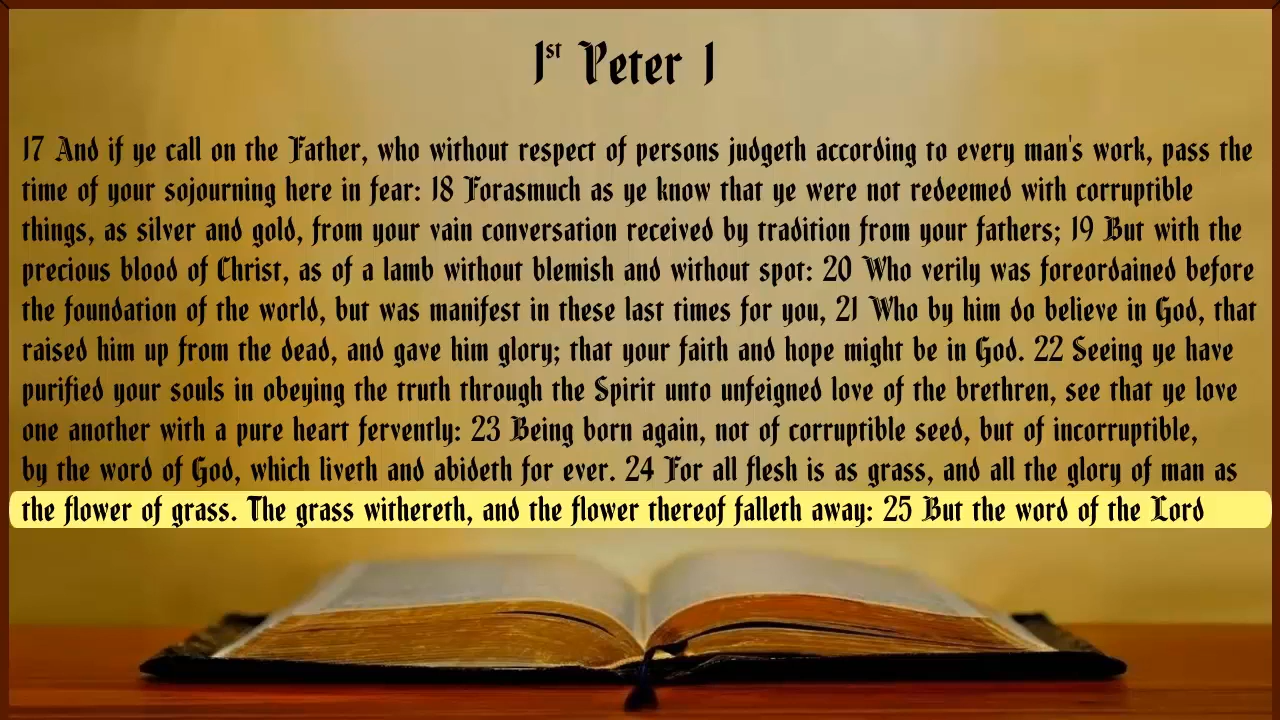 1st Peter 1
17 And if ye call on the Father, who without respect of persons judgeth according to every man's work, pass the
time of your sojourning here in fear: 18 Forasmuch as ye know that ye were not redeemed with corruptible
things, as silver and gold, from your vain conversation received by tradition from your fathers; 19 But with the
precious blood of Christ, as of a lamb without blemish and without spot: 20 Who verily was foreordained before
the foundation of the world, but was manifest in these last times for you, 21 Who by him do believe in God, that
raised him up from the dead, and gave him glory; that your faith and hope might be in God. 22 Seeing ye have
purified your souls in obeying the truth through the Spirit unto unfeigned love of the brethren, see that ye love
one another with a pure heart fervently: 23 Being born again, not of corruptible seed, but of incorruptible,
by the word of God, which liveth and abideth for ever. 24 For all flesh is as grass, and all the glory of man as
the flower of grass. The grass withereth, and the flower thereof falleth away: 25 But the word of the Lord